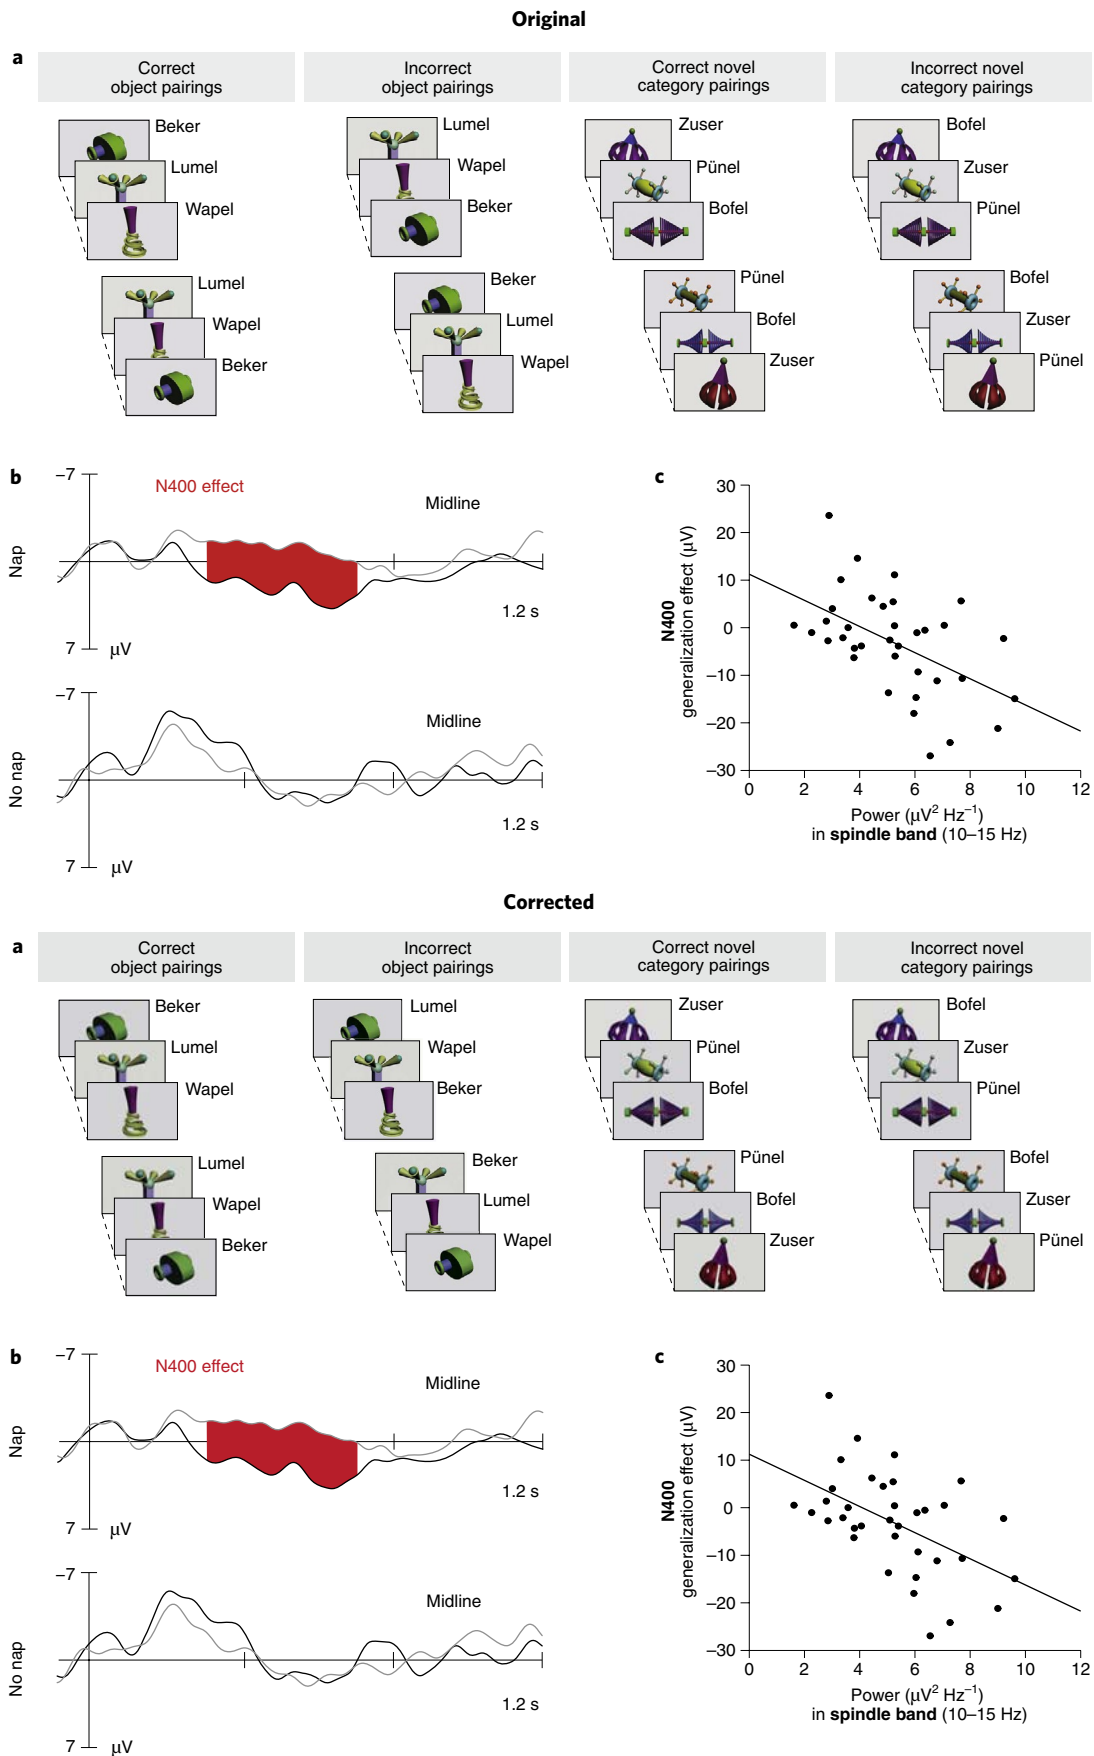 Original
a
Correct
object pairings
Incorrect
object pairings
Correct novel
category pairings
Incorrect novel
category pairings
Beker
Lumel
Wapel
Lumel
Wapel
Beker
Lumel
Wapel
Beker
Beker
Lumel
Wapel
Zuser
Pünel
Bofel
Pünel
Bofel
Zuser
Bofel
Zuser
Pünel
Bofel
Zuser
Pünel
b
Nap
−7
N400 effect
Midline
1.2 s
7
µV
No nap
−7
Midline
1.2 s
7
µV
c
N400
generalization effect (µV)
30
20
10
0
−10
−20
−30
0 2 4 6 8 10 12
Power (µV² Hz⁻¹)
in spindle band (10–15 Hz)
Corrected
a
Correct
object pairings
Incorrect
object pairings
Correct novel
category pairings
Incorrect novel
category pairings
Beker
Lumel
Wapel
Lumel
Wapel
Beker
Lumel
Wapel
Beker
Beker
Lumel
Wapel
Zuser
Pünel
Bofel
Pünel
Bofel
Zuser
Bofel
Zuser
Pünel
Bofel
Zuser
Pünel
b
Nap
−7
N400 effect
Midline
1.2 s
7
µV
No nap
−7
Midline
1.2 s
7
µV
c
N400
generalization effect (µV)
30
20
10
0
−10
−20
−30
0 2 4 6 8 10 12
Power (µV² Hz⁻¹)
in spindle band (10–15 Hz)